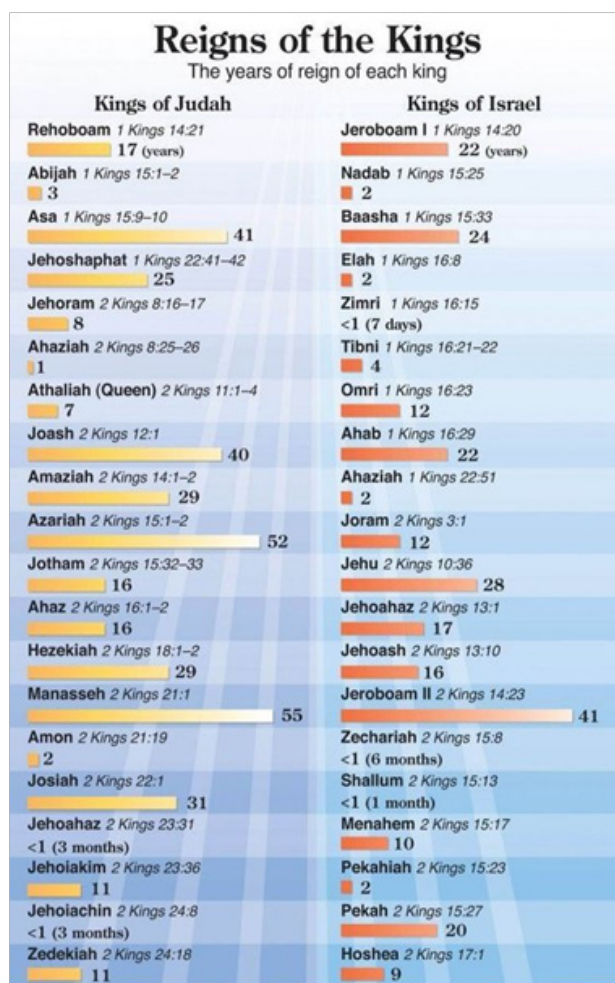 Reigns of the Kings
The years of reign of each king
Kings of Judah
Rehoboam 1 Kings 14:21
17 (years)
Abijah 1 Kings 15:1–2
3
Asa 1 Kings 15:9–10
41
Jehoshaphat 1 Kings 22:41–42
25
Jehoram 2 Kings 8:16–17
8
Ahaziah 2 Kings 8:25–26
1
Athaliah (Queen) 2 Kings 11:1–4
7
Joash 2 Kings 12:1
40
Amaziah 2 Kings 14:1–2
29
Azariah 2 Kings 15:1–2
52
Jotham 2 Kings 15:32–33
16
Ahaz 2 Kings 16:1–2
16
Hezekiah 2 Kings 18:1–2
29
Manasseh 2 Kings 21:1
55
Amon 2 Kings 21:19
2
Josiah 2 Kings 22:1
31
Jehoahaz 2 Kings 23:31
<1 (3 months)
Jehoiakim 2 Kings 23:36
11
Jehoiachin 2 Kings 24:8
<1 (3 months)
Zedekiah 2 Kings 24:18
11
Kings of Israel
Jeroboam I 1 Kings 14:20
22 (years)
Nadab 1 Kings 15:25
2
Baasha 1 Kings 15:33
24
Elah 1 Kings 16:8
2
Zimri 1 Kings 16:15
<1 (7 days)
Tibni 1 Kings 16:21–22
4
Omri 1 Kings 16:23
12
Ahab 1 Kings 16:29
22
Ahaziah 1 Kings 22:51
2
Joram 2 Kings 3:1
12
Jehu 2 Kings 10:36
28
Jehoahaz 2 Kings 13:1
17
Jehoash 2 Kings 13:10
16
Jeroboam II 2 Kings 14:23
41
Zechariah 2 Kings 15:8
<1 (6 months)
Shallum 2 Kings 15:13
<1 (1 month)
Menahem 2 Kings 15:17
10
Pekahiah 2 Kings 15:23
2
Pekah 2 Kings 15:27
20
Hoshea 2 Kings 17:1
9